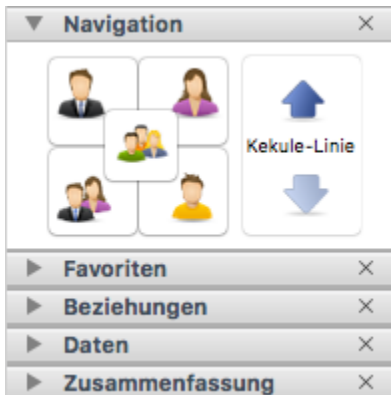 Navigation
Kekule-Linie
Favoriten
Beziehungen
Daten
Zusammenfassung